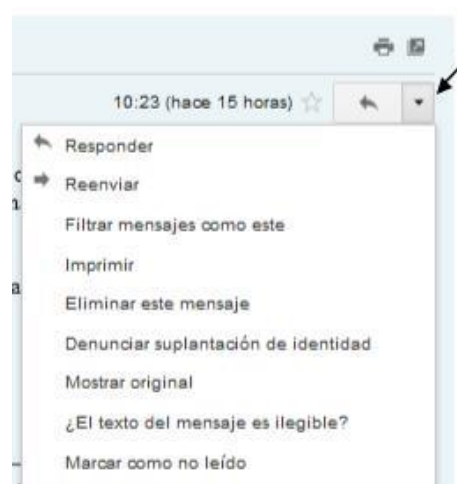 10:23 (hace 15 horas)
Responder
Reenviar
Filtrar mensajes como este
Imprimir
Eliminar este mensaje
Denunciar suplantación de identidad
Mostrar original
¿El texto del mensaje es ilegible?
Marcar como no leído